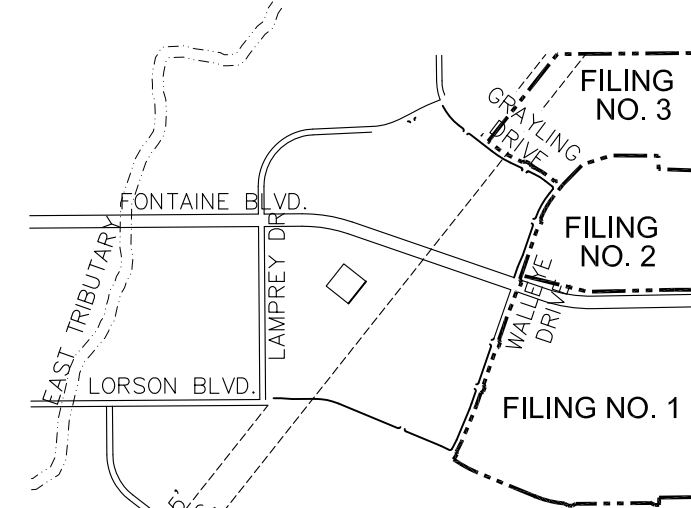 FILING
NO. 3
GRAYLING
DRIVE
FONTAINE BLVD.
LAMPREY DR
EAST TRIBUTARY
FILING
NO. 2
WALLEYE
DRIVE
LORSON BLVD.
FILING NO. 1